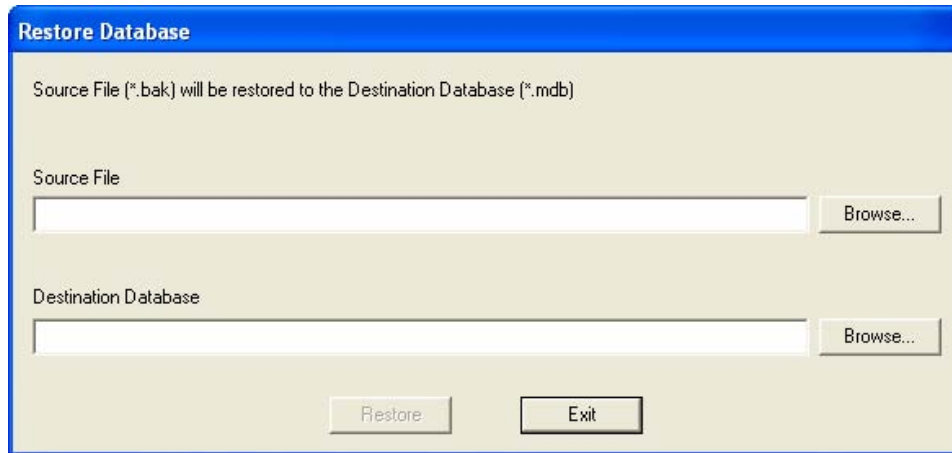 Restore Database
Source File (*.bak) will be restored to the Destination Database (*.mdb)
Source File
Browse...
Destination Database
Browse...
Restore
Exit